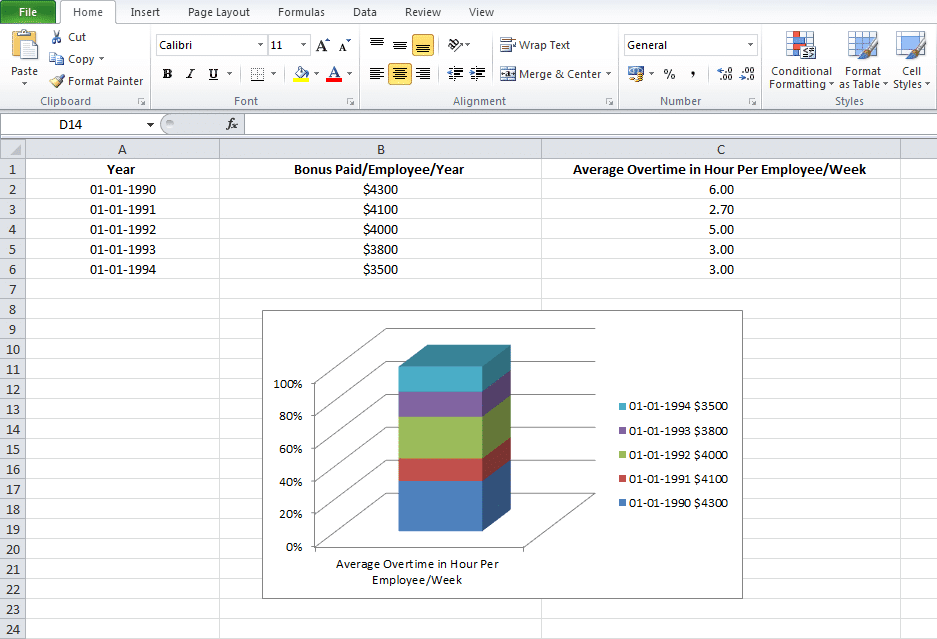 File Home Insert Page Layout Formulas Data Review View
Paste
Cut
Copy
Format Painter
Clipboard
Calibri 11 A A
B I U A
Font
Wrap Text
Merge & Center
Alignment
General
% , .0 .00 .00 .0
Number
Conditional Formatting
Format as Table
Cell Styles
Styles
D14 fx
A B C
1 Year Bonus Paid/Employee/Year Average Overtime in Hour Per Employee/Week
2 01-01-1990 $4300 6.00
3 01-01-1991 $4100 2.70
4 01-01-1992 $4000 5.00
5 01-01-1993 $3800 3.00
6 01-01-1994 $3500 3.00
7
8
9
10
11
12
13
14
15
16
17
18
19
20
21
22
23
24
100%
80%
60%
40%
20%
0%
Average Overtime in Hour Per
Employee/Week
01-01-1994 $3500
01-01-1993 $3800
01-01-1992 $4000
01-01-1991 $4100
01-01-1990 $4300